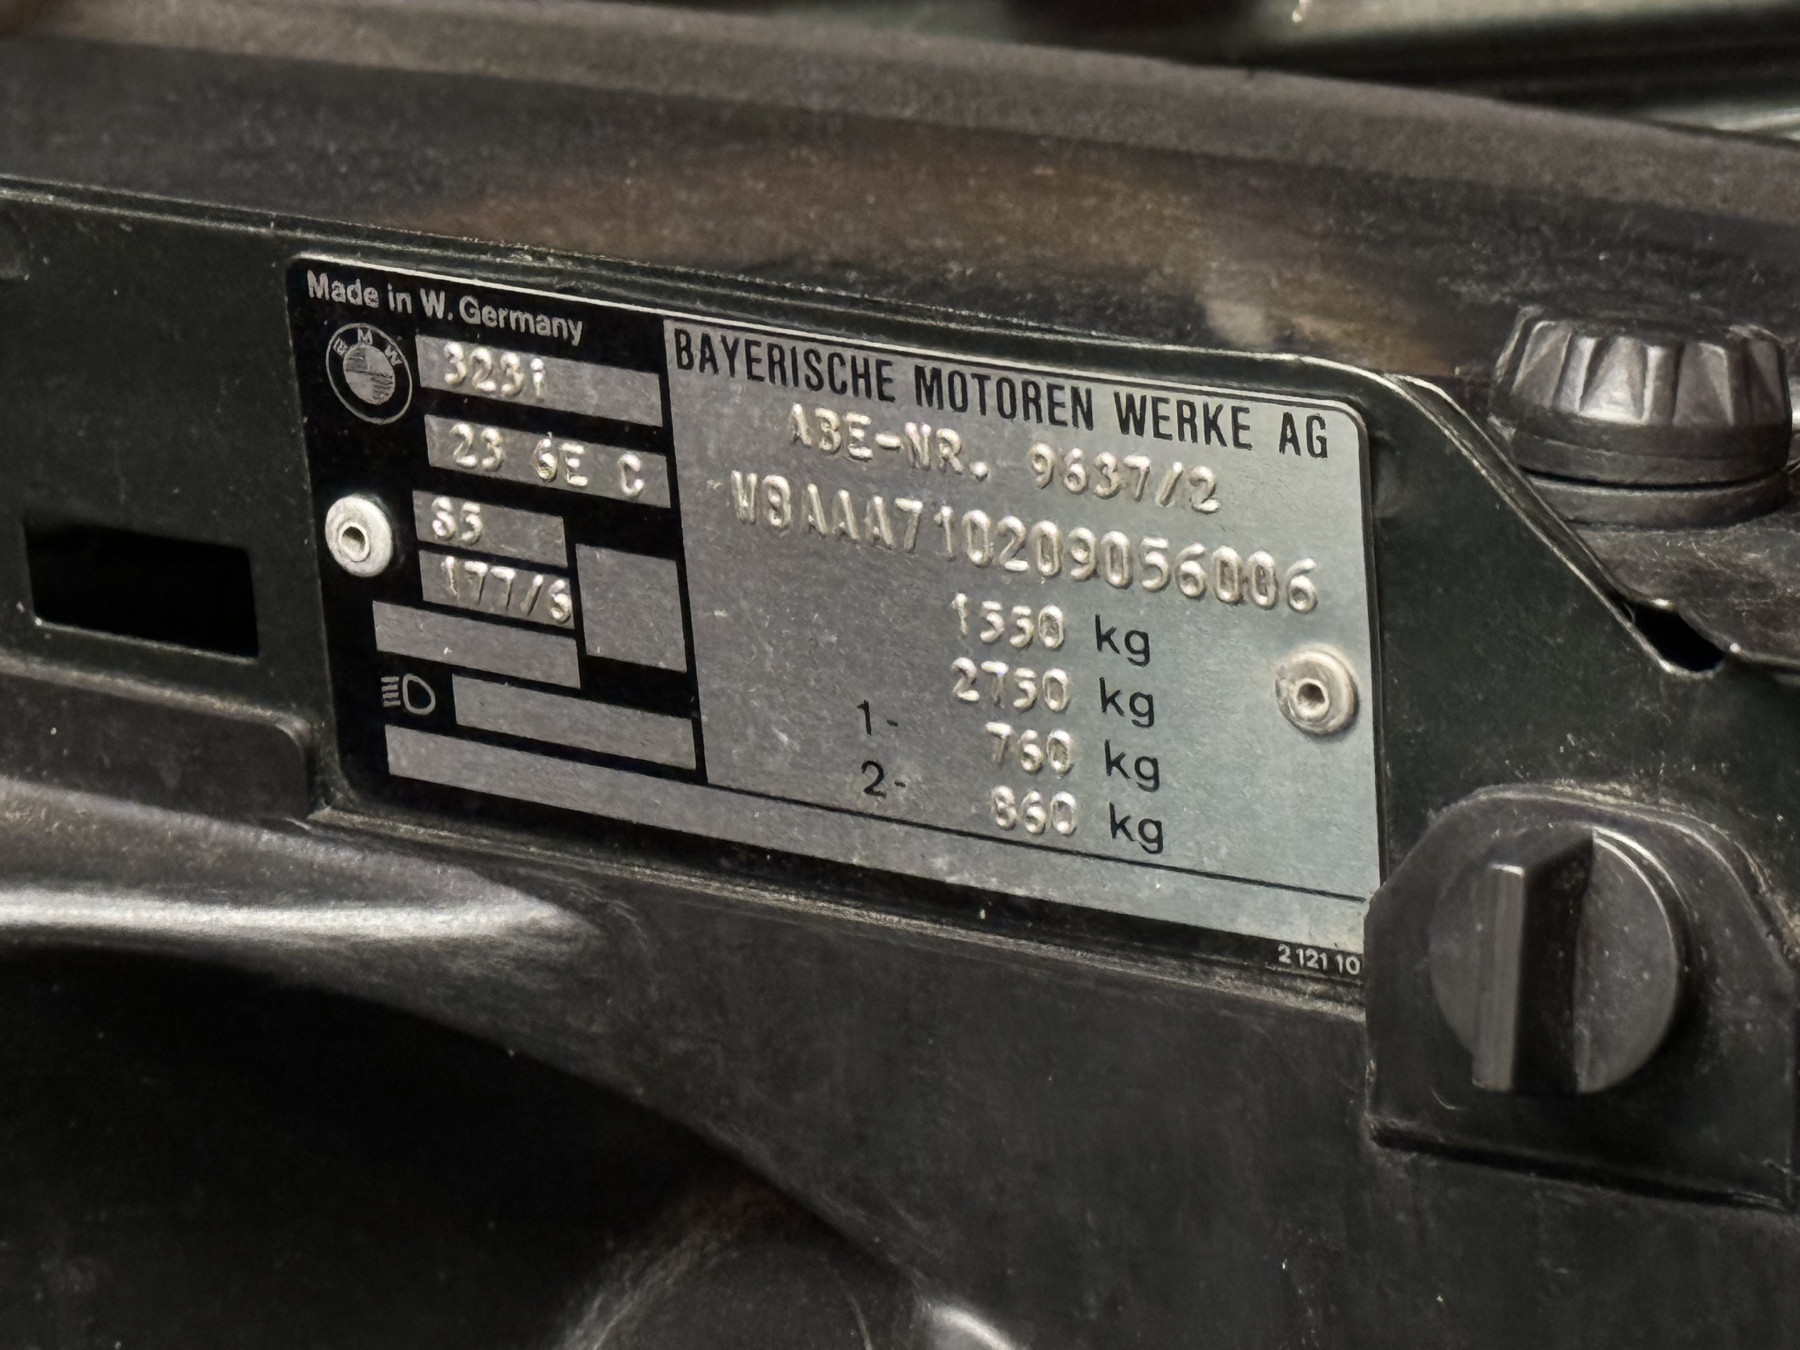 Made in W. Germany
BMW
323i
23 6E C
S5
177/S
BAYERISCHE MOTOREN WERKE AG
ABE-NR. 9637/2
WBAAA710209056006
1550 kg
2750 kg
1- 760 kg
2- 860 kg
2 121 10